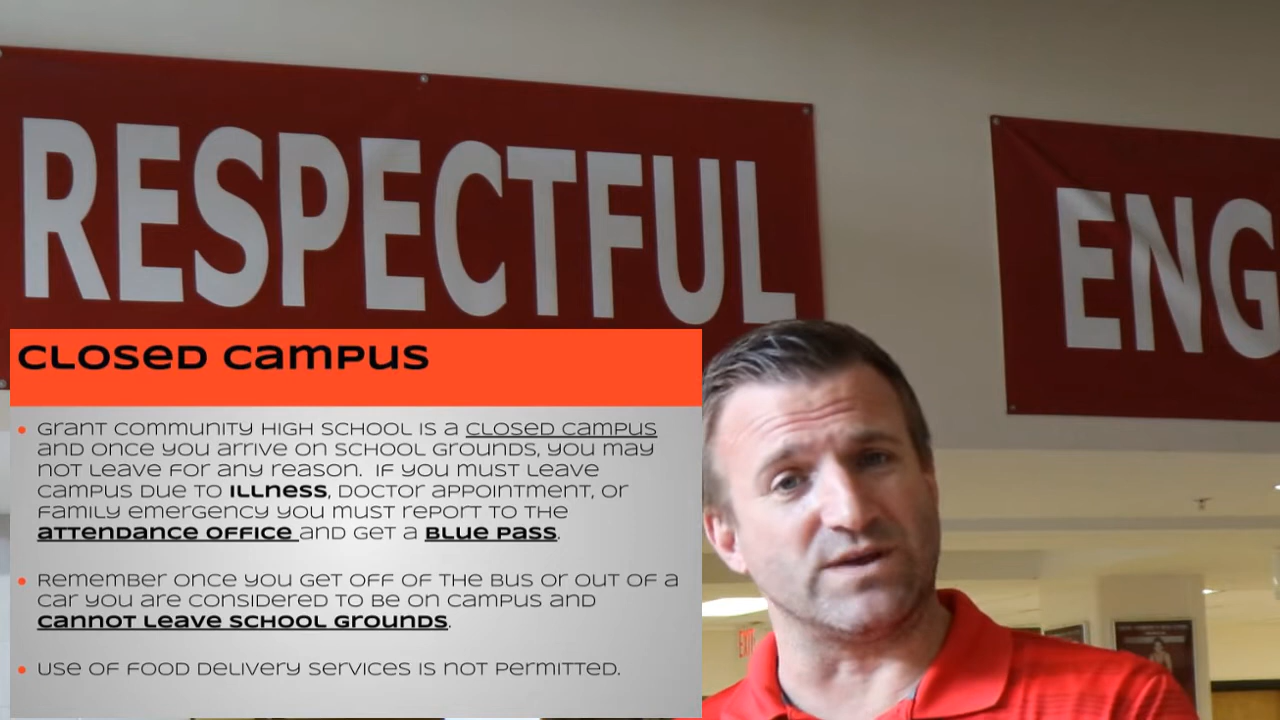 RESPECTFUL
ENG
CLOSED CAMPUS
• GRANT COMMUNITY HIGH SCHOOL IS A CLOSED CAMPUS
AND ONCE YOU ARRIVE ON SCHOOL GROUNDS, YOU MAY
NOT LEAVE FOR ANY REASON. IF YOU MUST LEAVE
CAMPUS DUE TO ILLNESS, DOCTOR APPOINTMENT, OR
FAMILY EMERGENCY YOU MUST REPORT TO THE
ATTENDANCE OFFICE AND GET A BLUE PASS.
• REMEMBER ONCE YOU GET OFF OF THE BUS OR OUT OF A
CAR YOU ARE CONSIDERED TO BE ON CAMPUS AND
CANNOT LEAVE SCHOOL GROUNDS.
• USE OF FOOD DELIVERY SERVICES IS NOT PERMITTED.
EXIT